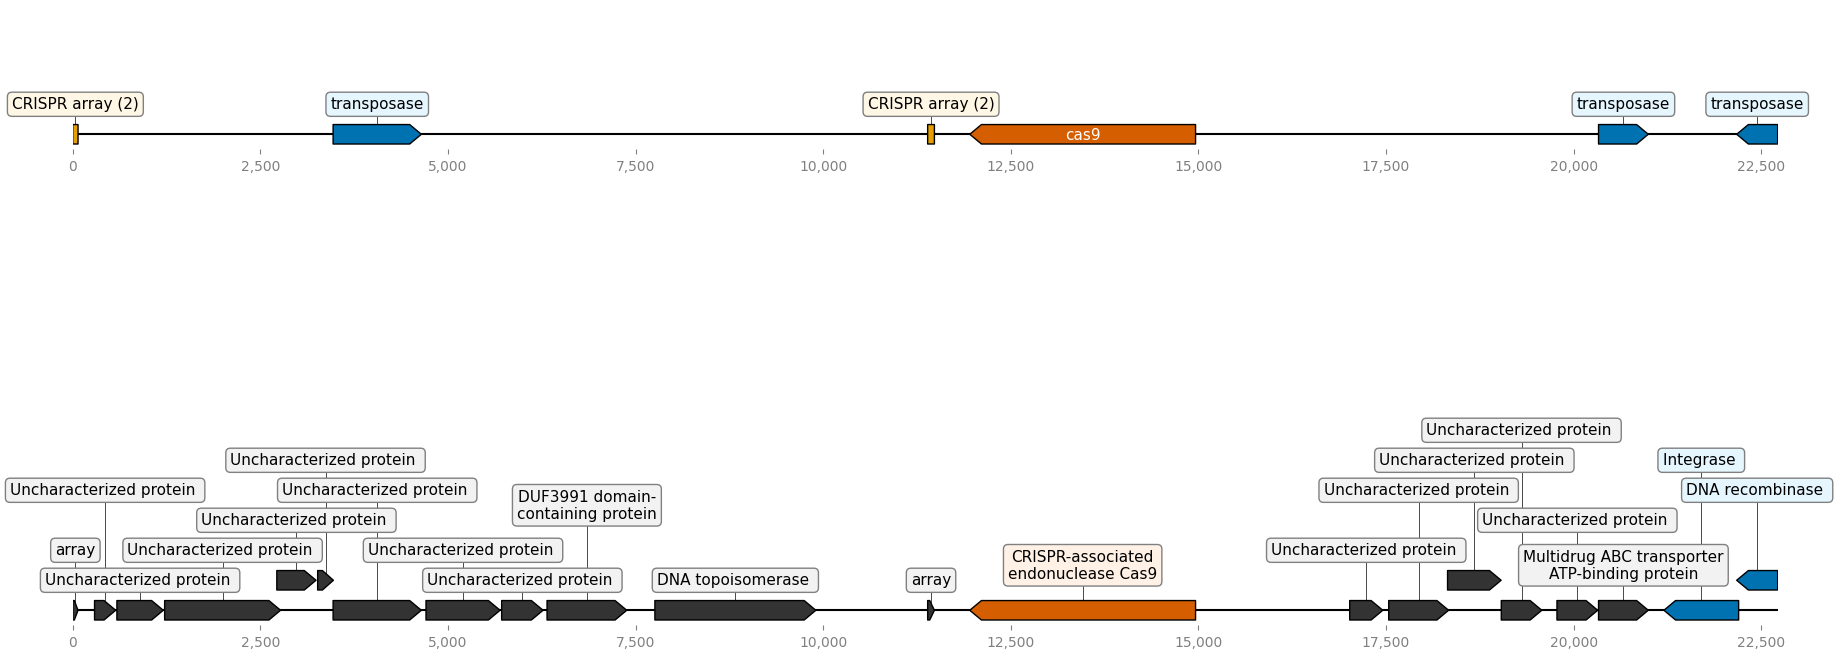 CRISPR array (2)
transposase
CRISPR array (2)
transposase
transposase
cas9
0
2,500
5,000
7,500
10,000
12,500
15,000
17,500
20,000
22,500
Uncharacterized protein
Uncharacterized protein
Uncharacterized protein
Integrase
Uncharacterized protein
Uncharacterized protein
Uncharacterized protein
DNA recombinase
DUF3991 domain-
containing protein
Uncharacterized protein
Uncharacterized protein
array
Uncharacterized protein
Uncharacterized protein
Uncharacterized protein
CRISPR-associated
endonuclease Cas9
Multidrug ABC transporter
ATP-binding protein
Uncharacterized protein
Uncharacterized protein
DNA topoisomerase
array
0
2,500
5,000
7,500
10,000
12,500
15,000
17,500
20,000
22,500